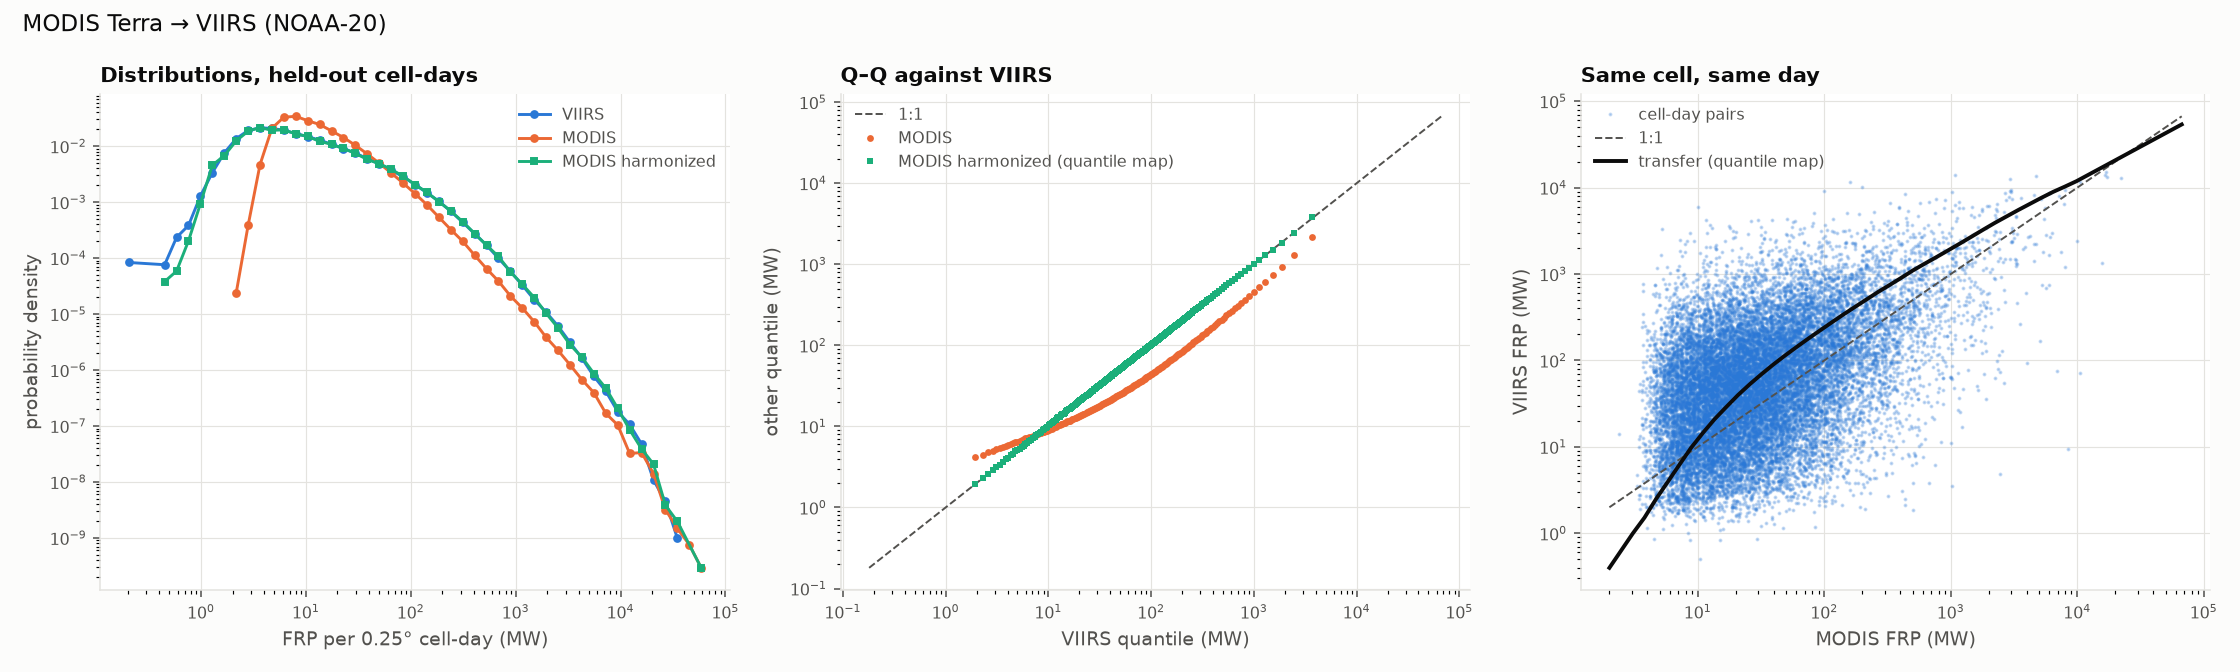 MODIS Terra → VIIRS (NOAA-20)
Distributions, held-out cell-days
VIIRS
MODIS
MODIS harmonized
probability density
10⁻²
10⁻³
10⁻⁴
10⁻⁵
10⁻⁶
10⁻⁷
10⁻⁸
10⁻⁹
10⁰
10¹
10²
10³
10⁴
10⁵
FRP per 0.25° cell-day (MW)
Q–Q against VIIRS
1:1
MODIS
MODIS harmonized (quantile map)
other quantile (MW)
10⁵
10⁴
10³
10²
10¹
10⁰
10⁻¹
10⁻¹
10⁰
10¹
10²
10³
10⁴
10⁵
VIIRS quantile (MW)
Same cell, same day
cell-day pairs
1:1
transfer (quantile map)
VIIRS FRP (MW)
10⁵
10⁴
10³
10²
10¹
10⁰
10¹
10²
10³
10⁴
10⁵
MODIS FRP (MW)